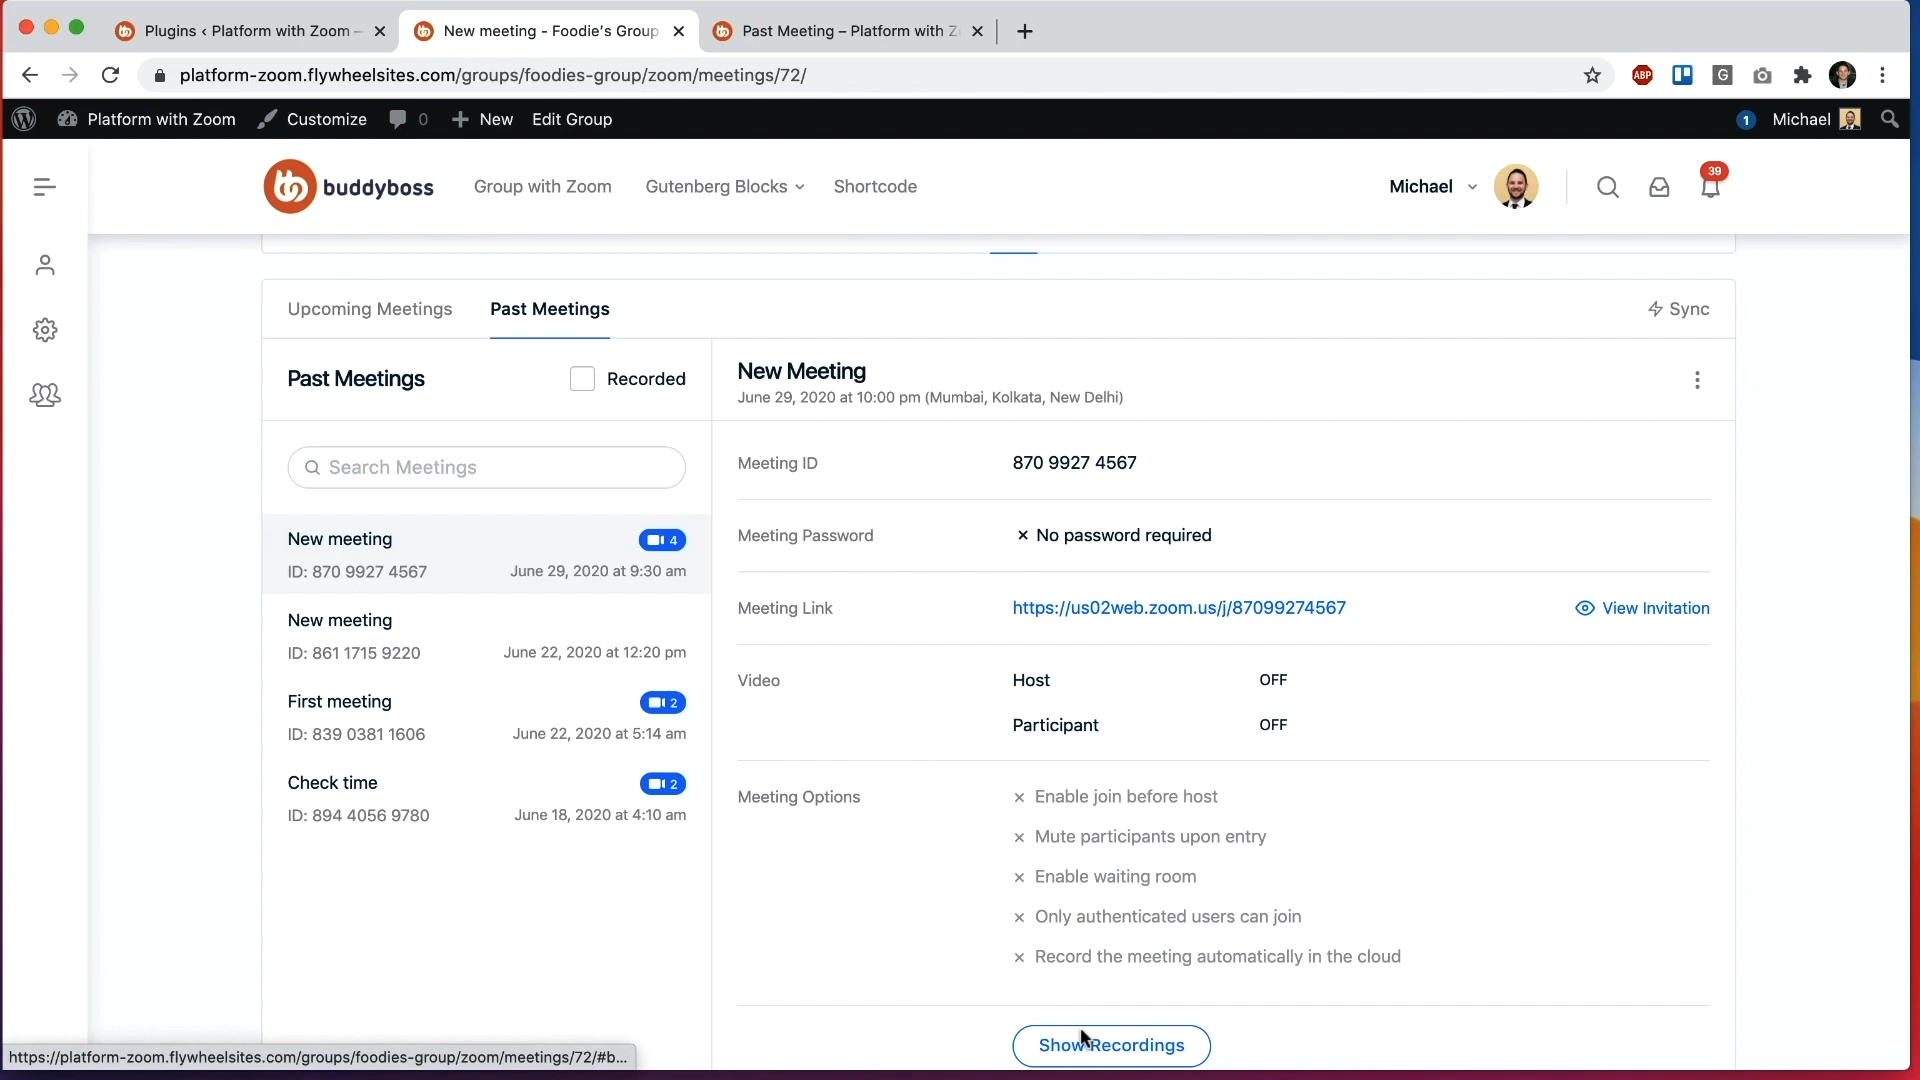 Plugins ‹ Platform with Zoom –
New meeting - Foodie's Group
Past Meeting – Platform with Z
platform-zoom.flywheelsites.com/groups/foodies-group/zoom/meetings/72/
ABP
G
Platform with Zoom
Customize
0
New
Edit Group
1
Michael
buddyboss
Group with Zoom
Gutenberg Blocks
Shortcode
Michael
39
Upcoming Meetings
Past Meetings
Sync
Past Meetings
Recorded
Search Meetings
New meeting
4
ID: 870 9927 4567
June 29, 2020 at 9:30 am
New meeting
ID: 861 1715 9220
June 22, 2020 at 12:20 pm
First meeting
2
ID: 839 0381 1606
June 22, 2020 at 5:14 am
Check time
2
ID: 894 4056 9780
June 18, 2020 at 4:10 am
New Meeting
June 29, 2020 at 10:00 pm (Mumbai, Kolkata, New Delhi)
Meeting ID
870 9927 4567
Meeting Password
No password required
Meeting Link
https://us02web.zoom.us/j/87099274567
View Invitation
Video
Host
OFF
Participant
OFF
Meeting Options
Enable join before host
Mute participants upon entry
Enable waiting room
Only authenticated users can join
Record the meeting automatically in the cloud
Show Recordings
https://platform-zoom.flywheelsites.com/groups/foodies-group/zoom/meetings/72/#b...